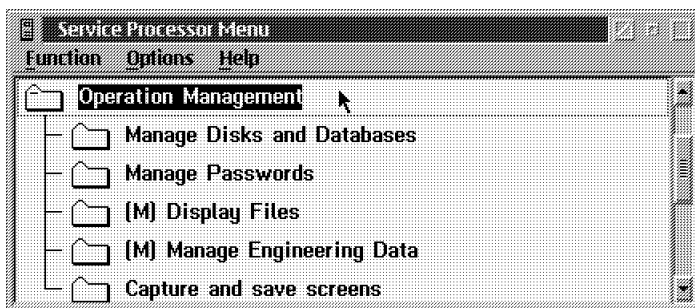 Service Processor Menu
Function Options Help
Operation Management
Manage Disks and Databases
Manage Passwords
(M) Display Files
(M) Manage Engineering Data
Capture and save screens